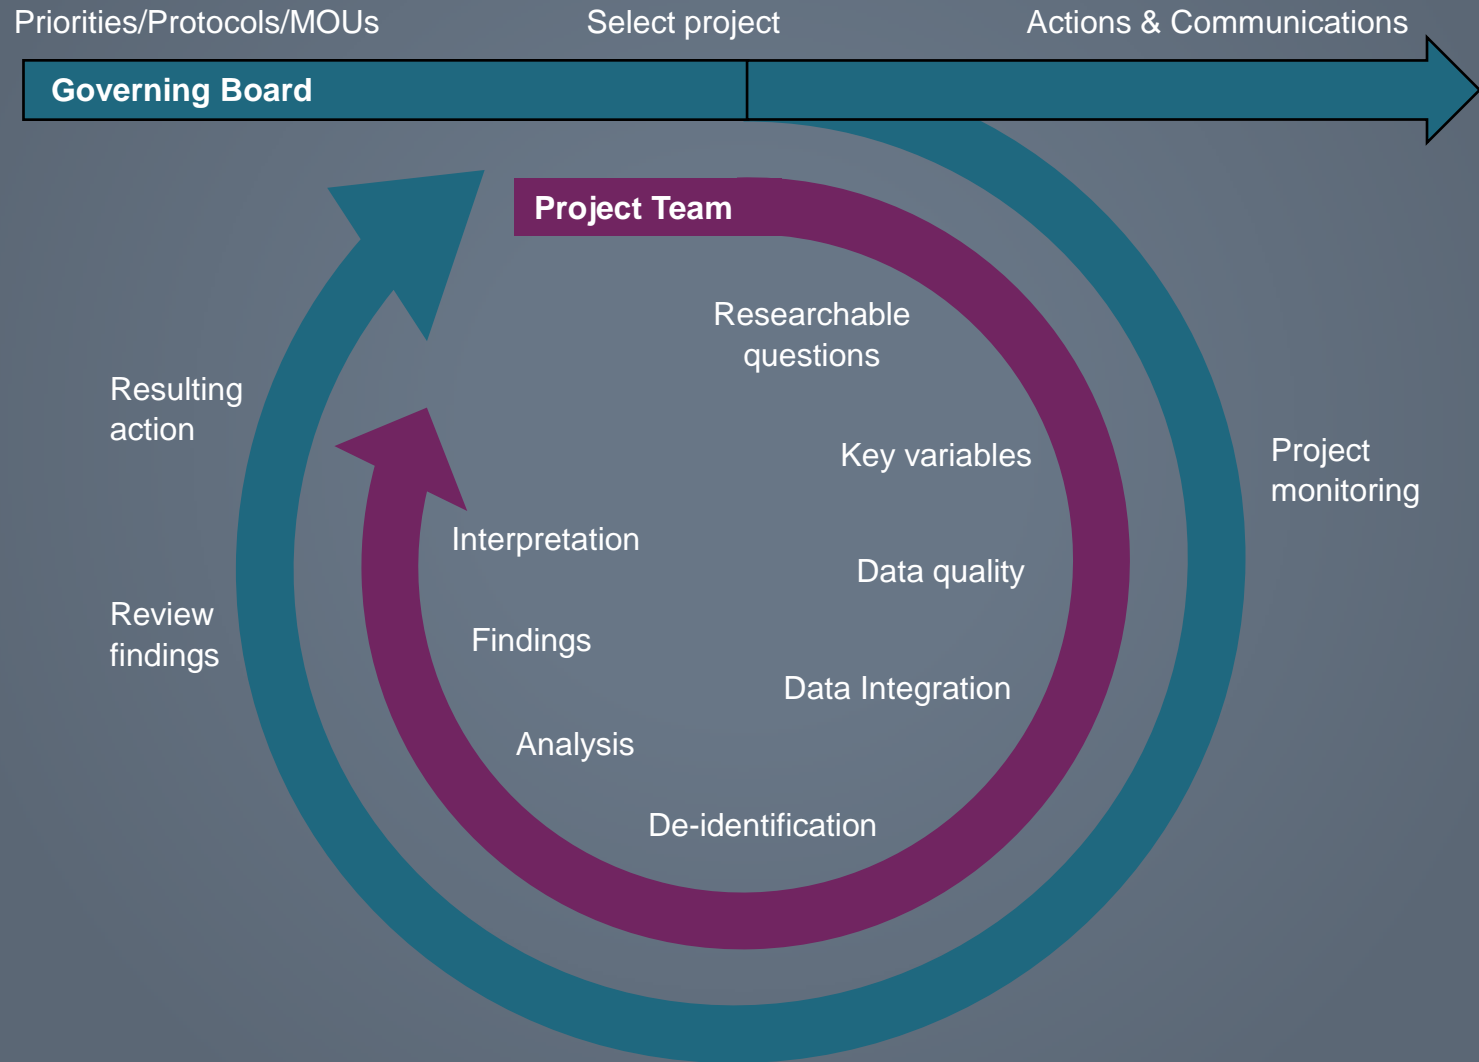 Priorities/Protocols/MOUs
Select project
Actions & Communications
Governing Board
Project Team
Researchable
questions
Key variables
Data quality
Data Integration
De-identification
Analysis
Findings
Interpretation
Project
monitoring
Review
findings
Resulting
action